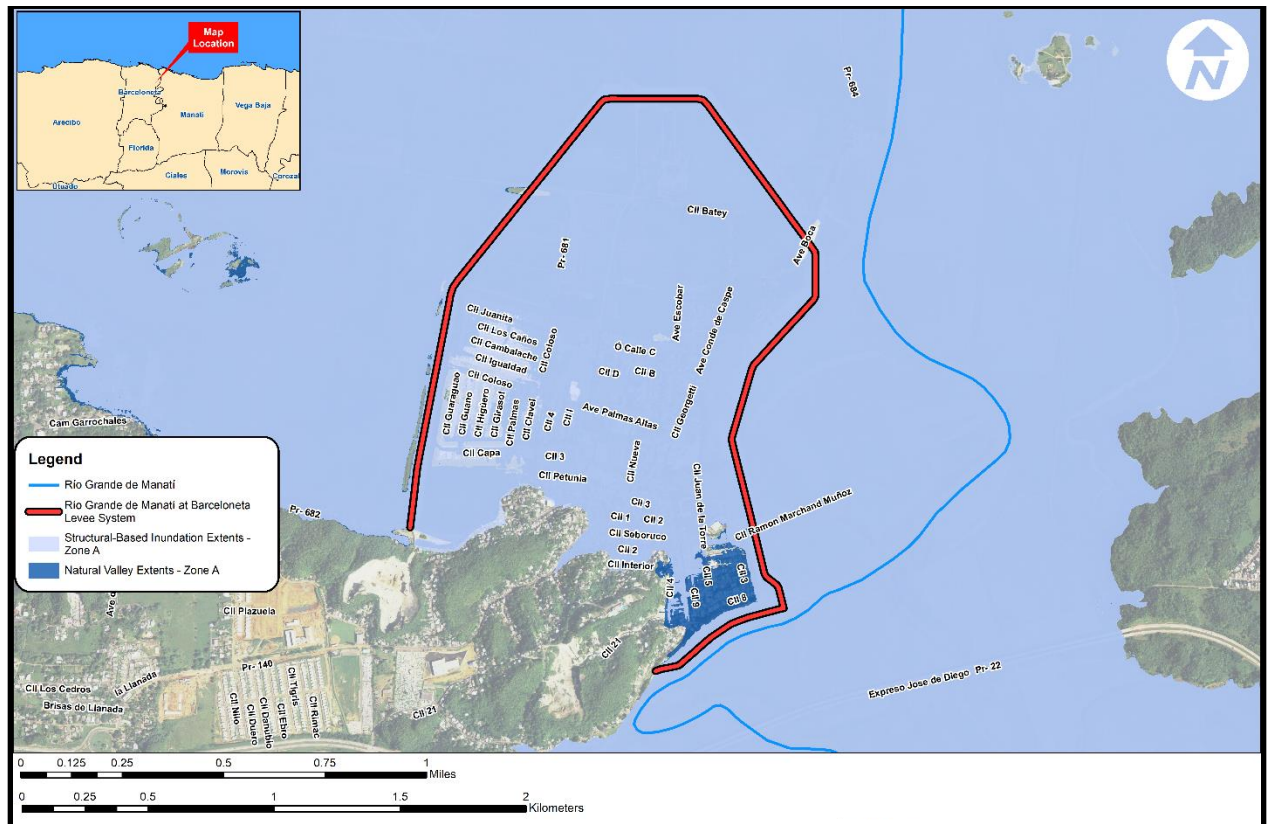 Map
Location
Barceloneta
Vega Baja
Manatí
Arecibo
Florida
Ciales
Morovis
Corozal
Utuado
N
Pr- 684
Cll Batey
Ave Boca
Pr- 681
Cll Juanita
Cll Los Caños
Cll Cambalache
Cll Igualdad
Cll Coloso
Cll Coloso
Ave Escobar
Ave Conde de Caspe
O Calle C
Cll D
Cll B
Cll Guaraguao
Cll Guano
Cll Higuero
Cll Girasol
Cll Palmas
Cll Clavel
Cll 4
Cll I
Ave Palmas Altas
Cll Georgetti
Cam Garrochales
Cll Capa
Cll 3
Cll Nueva
Cll Petunia
Cll Juan de la Torre
Cll 3
Cll 1
Cll 2
Cll Ramon Marchand Muñoz
Cll Seboruco
Cll 2
Cll Interior
Pr- 682
Cll 4
Cll 5
Cll 9
Cll 3
Cll 8
Legend
Río Grande de Manatí
Río Grande de Manatí at Barceloneta
Levee System
Structural-Based Inundation Extents -
Zone A
Natural Valley Extents - Zone A
Cll Plazuela
Cll 21
Pr- 140
la Llanada
Cll Los Cedros
Brisas de Llanada
Cll Nilo
Cll Duero
Cll Danubio
Cll Ebro
Cll Tigris
Cll Rimac
Cll 21
Expreso Jose de Diego Pr- 22
0 0.125 0.25 0.5 0.75 1
Miles
0 0.25 0.5 1 1.5 2
Kilometers